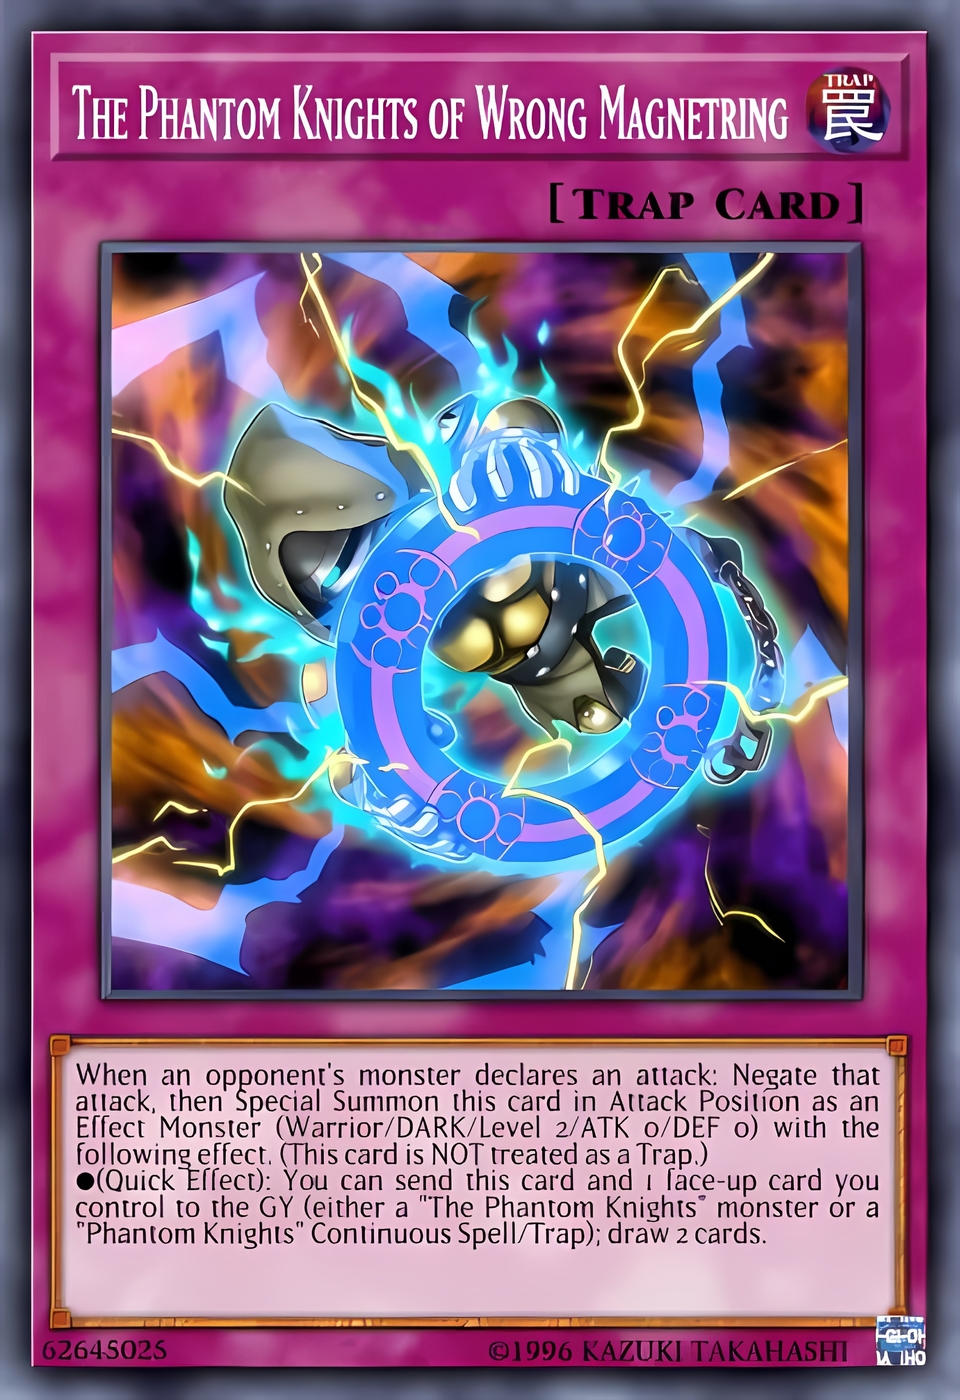 THE PHANTOM KNIGHTS OF WRONG MAGNETRING
TRAP
罠
[TRAP CARD]
When an opponent's monster declares an attack: Negate that
attack, then Special Summon this card in Attack Position as an
Effect Monster (Warrior/DARK/Level 2/ATK 0/DEF 0) with the
following effect. (This card is NOT treated as a Trap.)
●(Quick Effect): You can send this card and 1 face-up card you
control to the GY (either a "The Phantom Knights" monster or a
"Phantom Knights" Continuous Spell/Trap); draw 2 cards.
62645025
©1996 KAZUKI TAKAHASHI